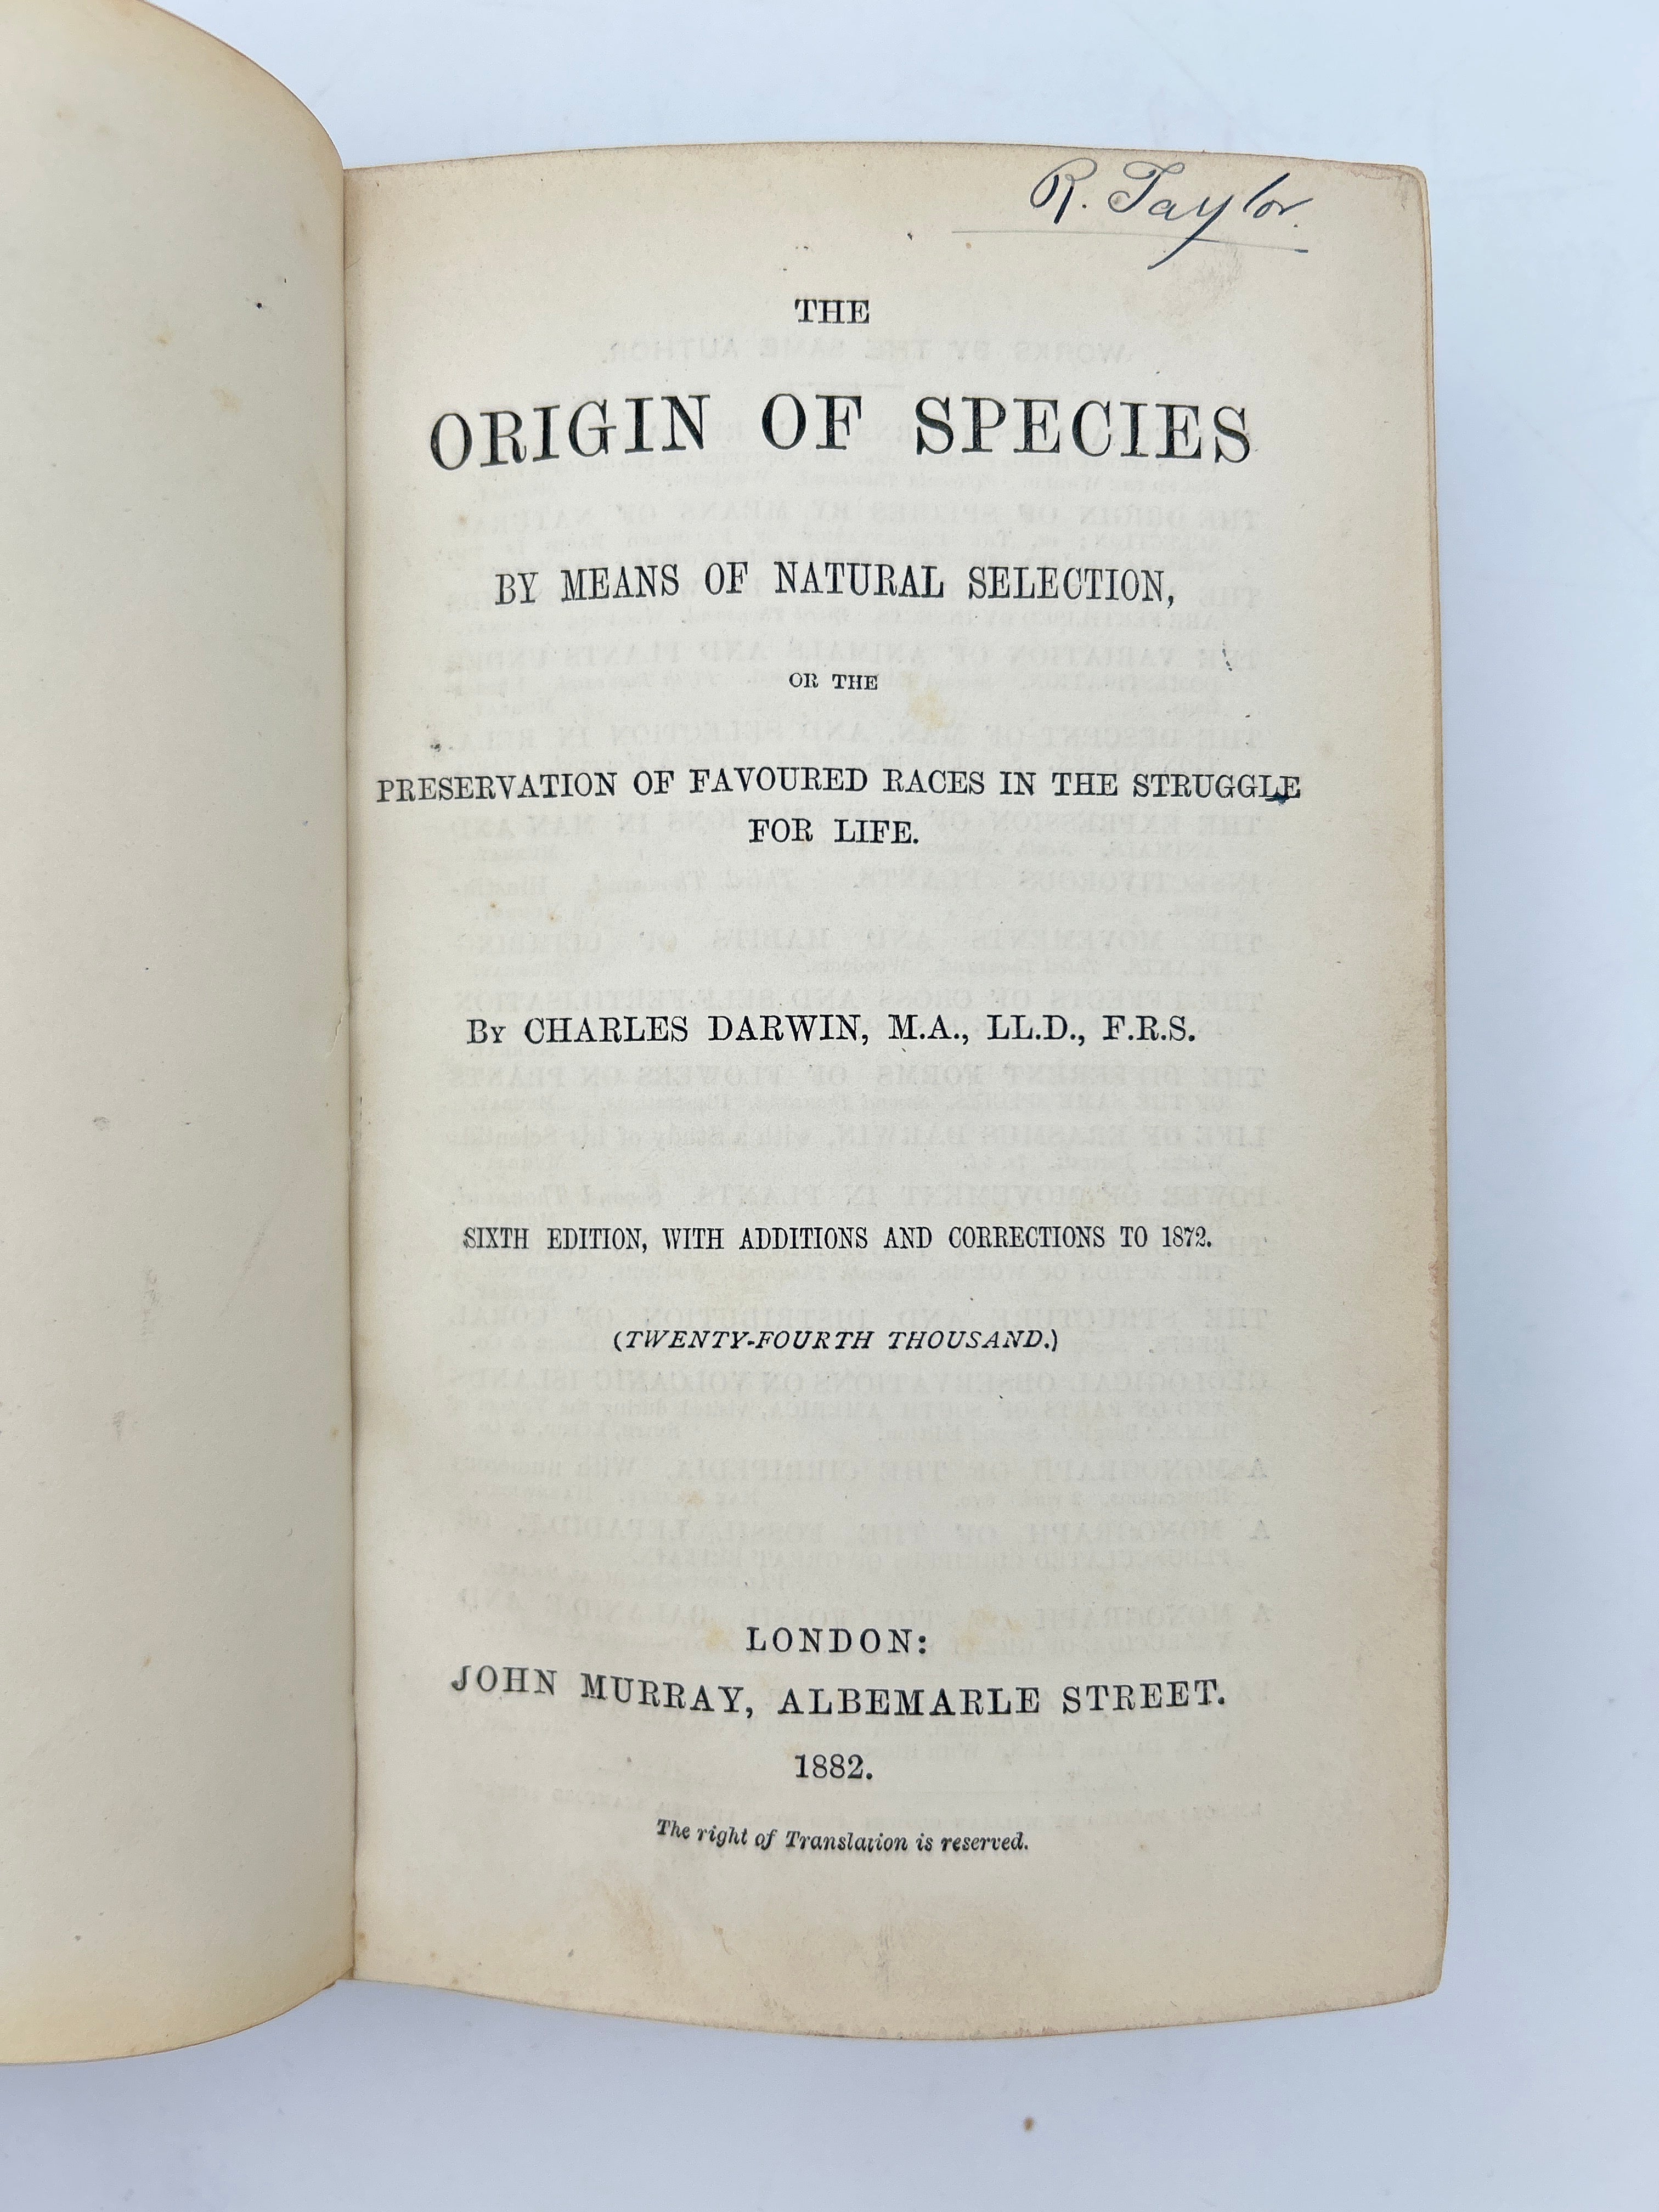 R. Taylor.
THE
ORIGIN OF SPECIES
BY MEANS OF NATURAL SELECTION,
OR THE
PRESERVATION OF FAVOURED RACES IN THE STRUGGLE
FOR LIFE.
By CHARLES DARWIN, M.A., LL.D., F.R.S.
SIXTH EDITION, WITH ADDITIONS AND CORRECTIONS TO 1872.
(TWENTY-FOURTH THOUSAND.)
LONDON:
JOHN MURRAY, ALBEMARLE STREET.
1882.
The right of Translation is reserved.